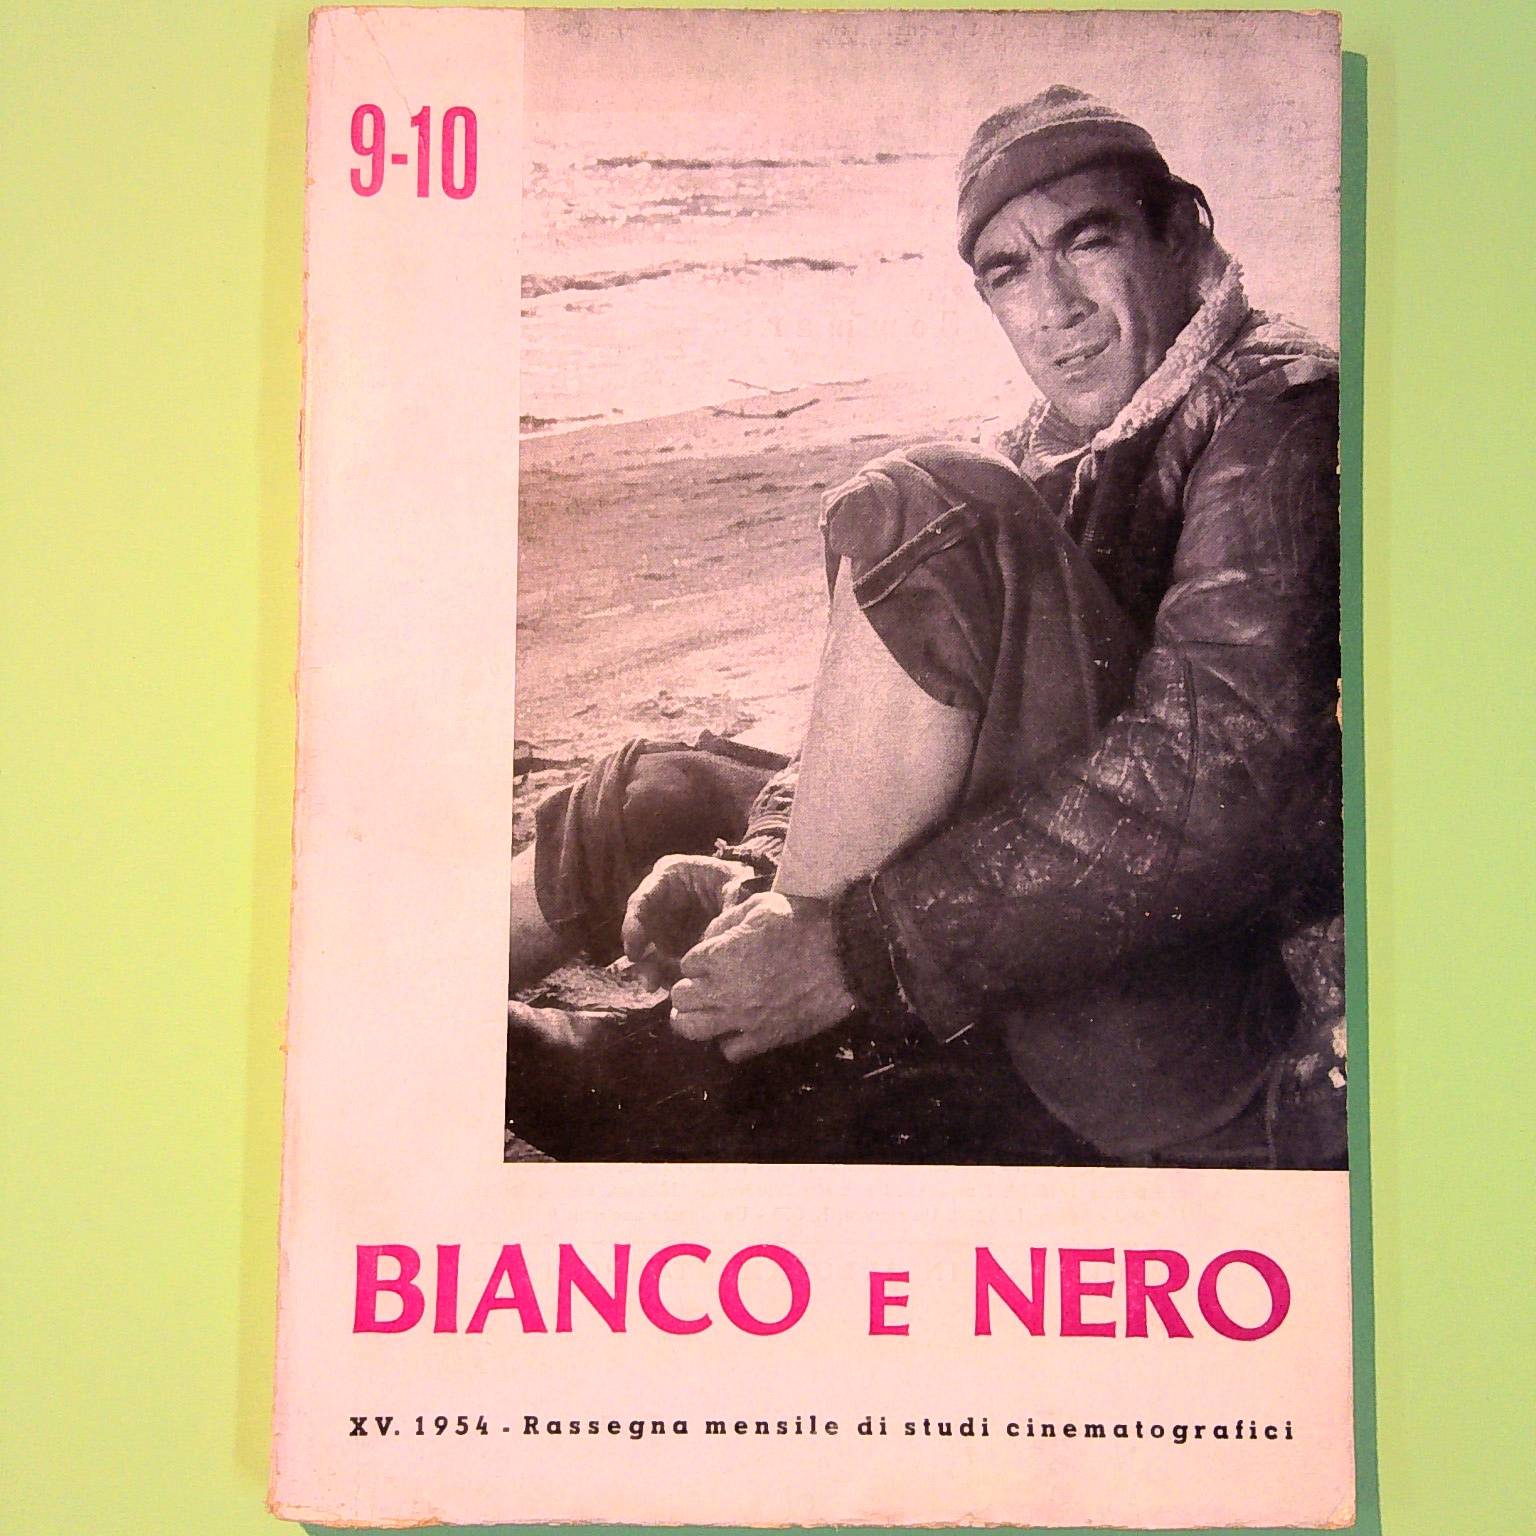 9-10
BIANCO E NERO
XV. 1954 - Rassegna mensile di studi cinematografici